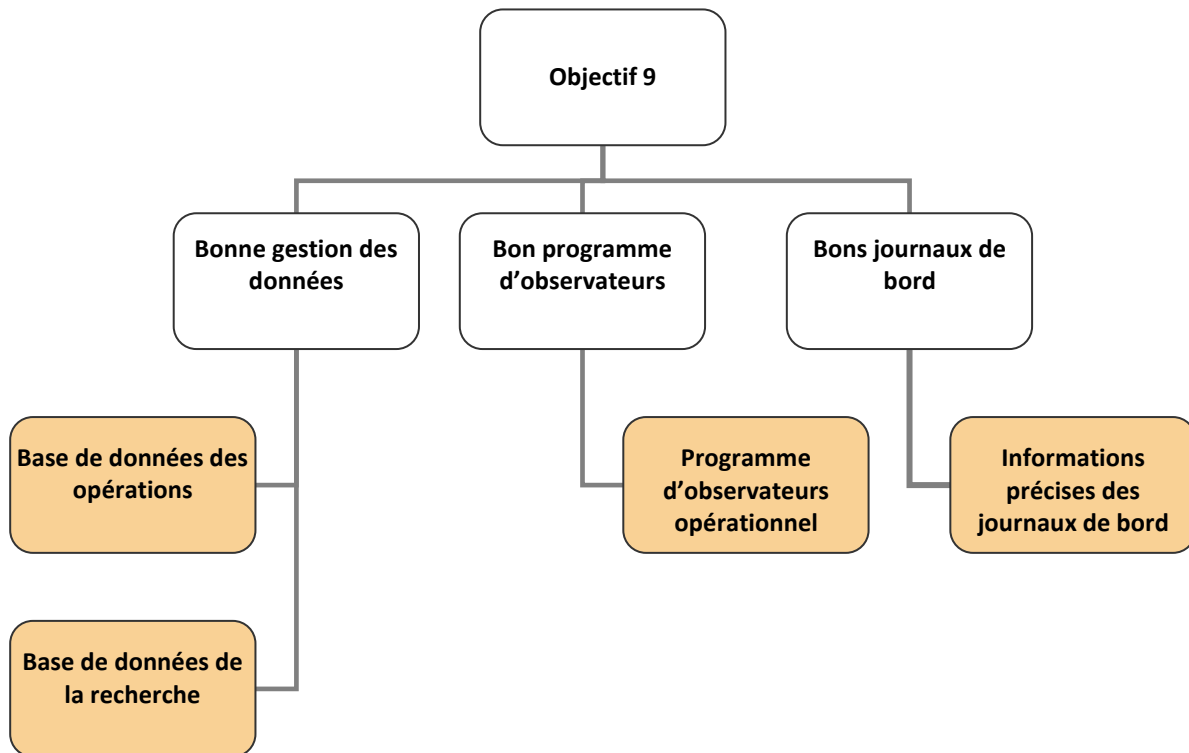 Objectif 9
Bonne gestion des
données
Bon programme
d’observateurs
Bons journaux de
bord
Base de données des
opérations
Programme
d’observateurs
opérationnel
Informations
précises des
journaux de bord
Base de données de
la recherche